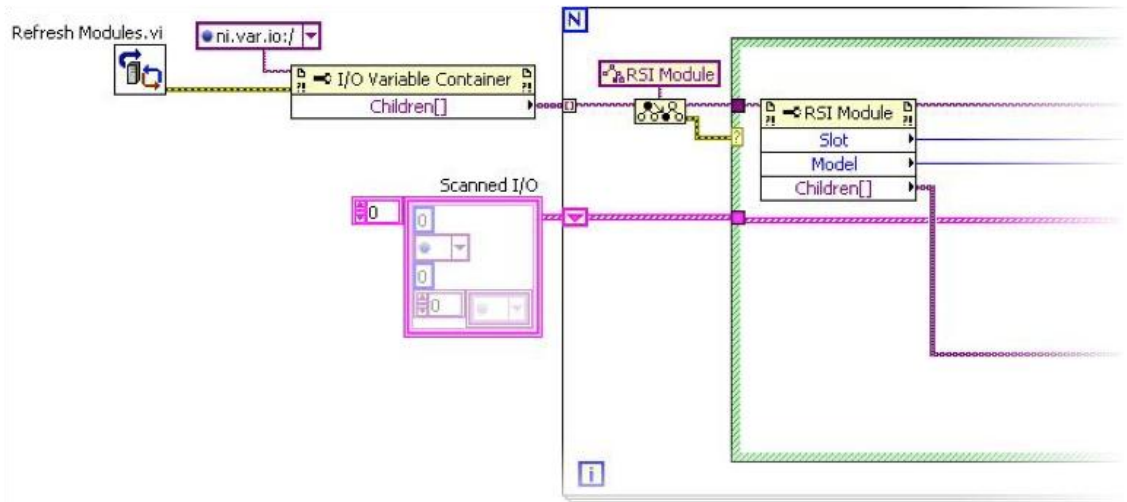 Refresh Modules.vi
ni.var.io:/
I/O Variable Container
Children[]
N
RSI Module
?
RSI Module
Slot
Model
Children[]
Scanned I/O
0
0
0
0
i